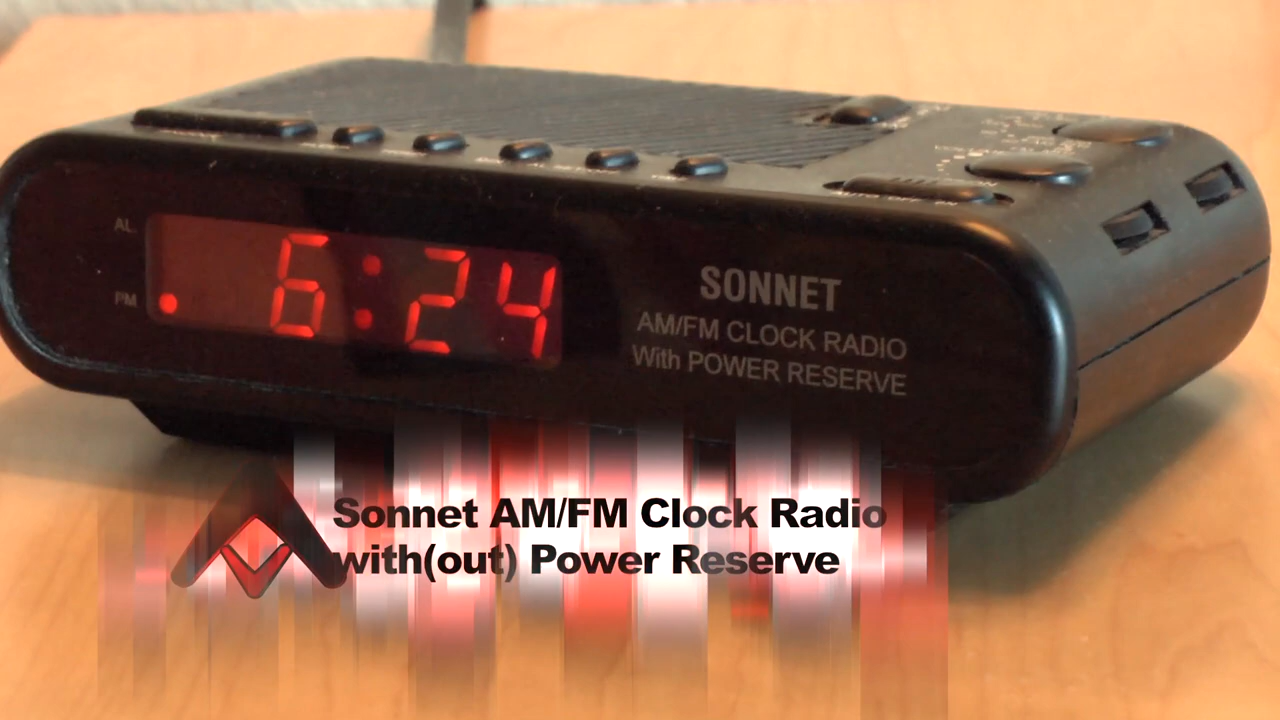 AL
PM
6:24
SONNET
AM/FM CLOCK RADIO
With POWER RESERVE
Sonnet AM/FM Clock Radio
with(out) Power Reserve